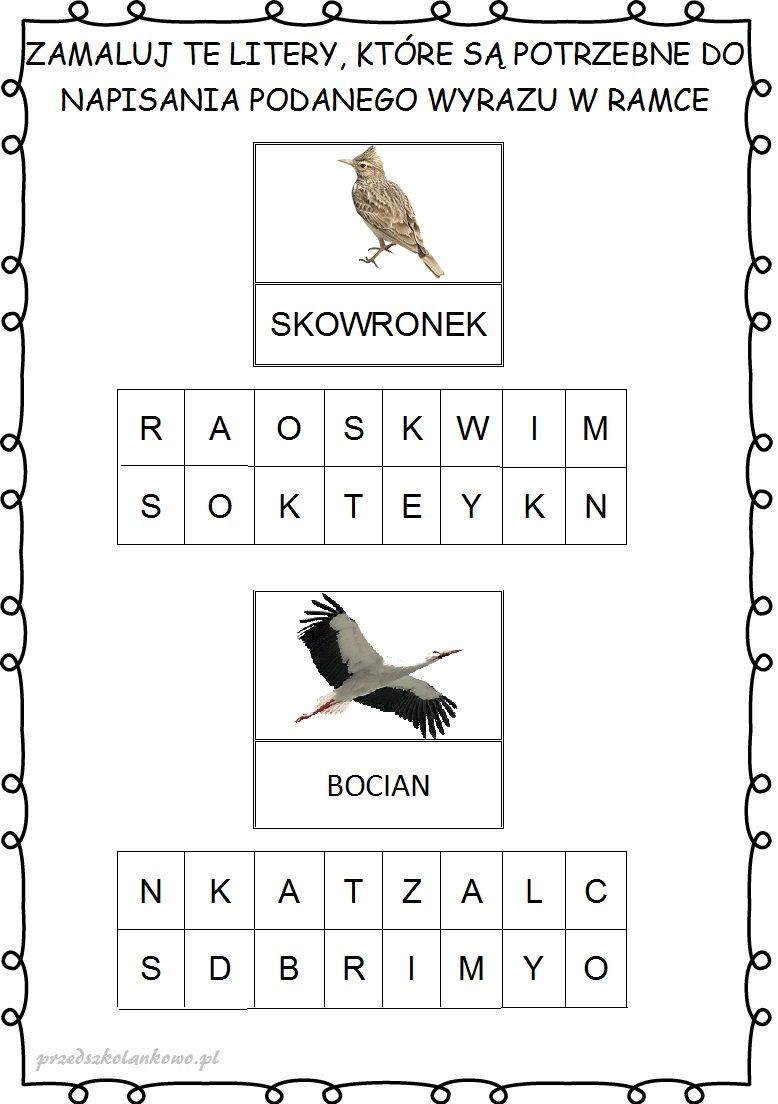 ZAMALUJ TE LITERY, KTÓRE SĄ POTRZEBNE DO
NAPISANIA PODANEGO WYRAZU W RAMCE
SKOWRONEK
R A O S K W I M
S O K T E Y K N
BOCIAN
N K A T Z A L C
S D B R I M Y O
przedszkolankowo.pl